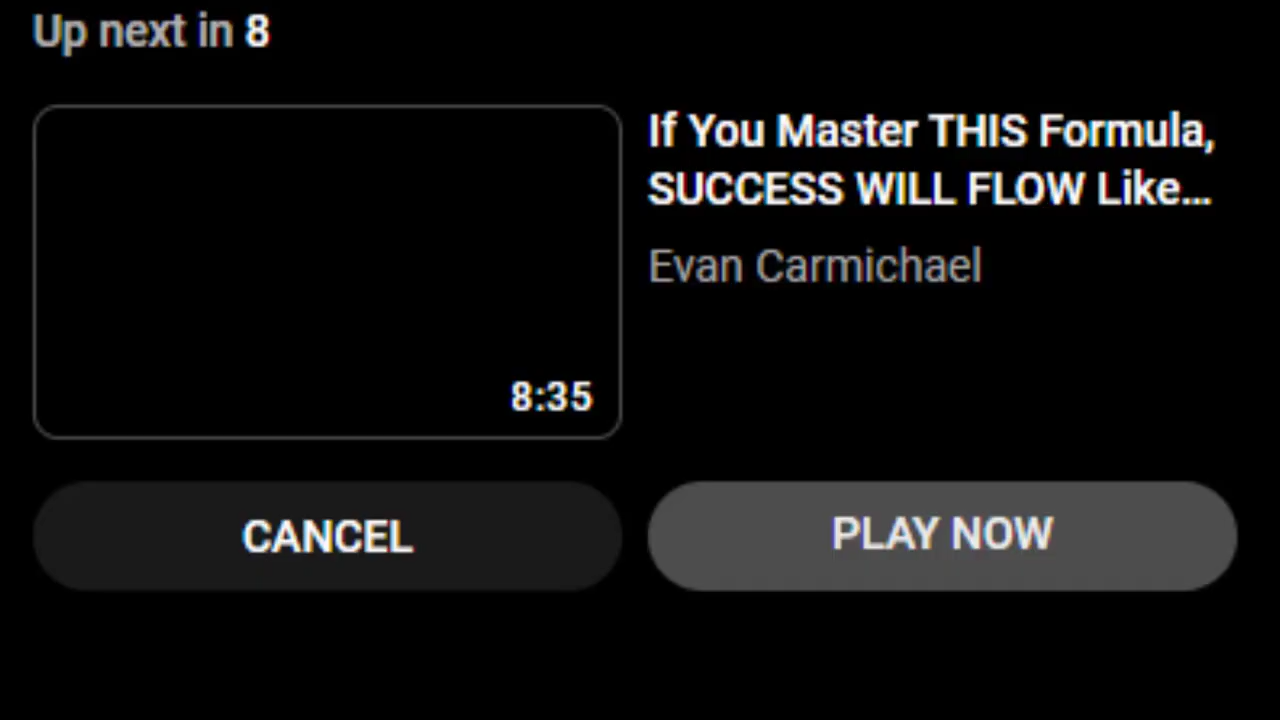 Up next in 8
If You Master THIS Formula,
SUCCESS WILL FLOW Like...
Evan Carmichael
8:35
CANCEL
PLAY NOW